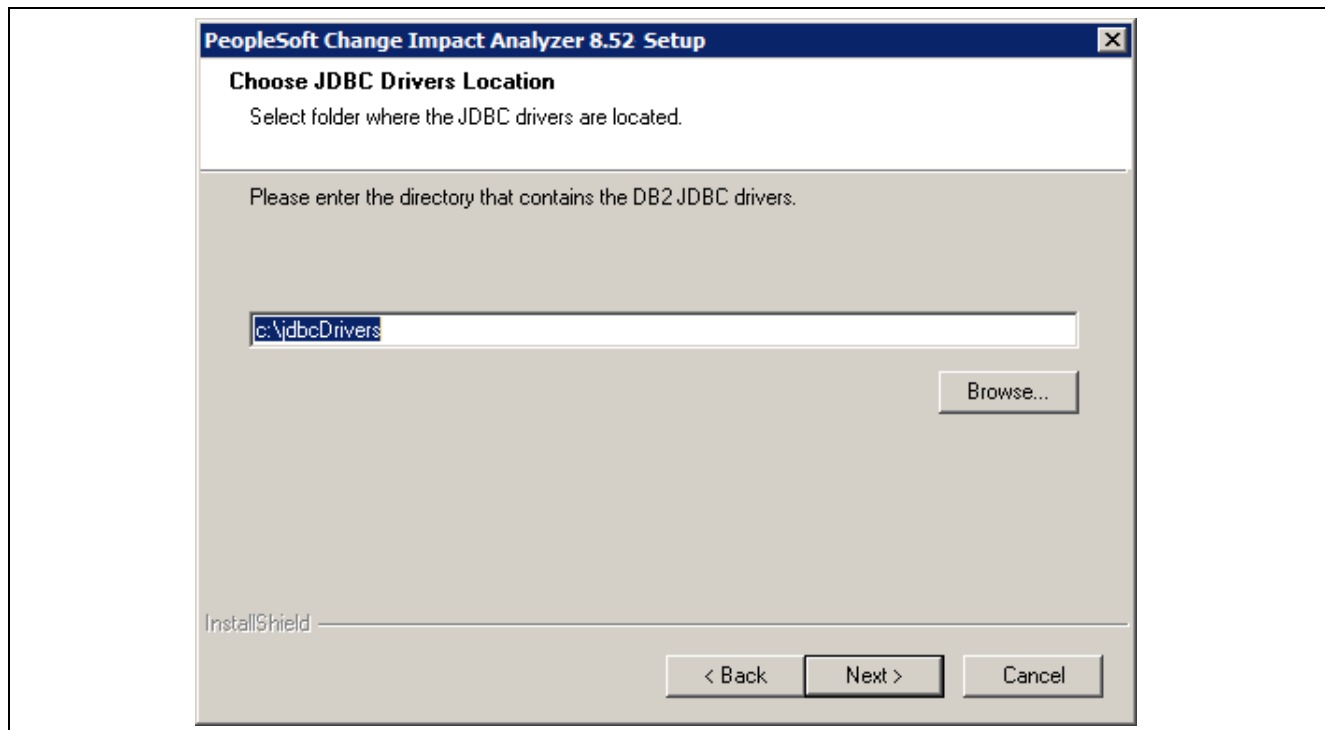 PeopleSoft Change Impact Analyzer 8.52 Setup
Choose JDBC Drivers Location
Select folder where the JDBC drivers are located.
Please enter the directory that contains the DB2 JDBC drivers.
c:\jdbcDrivers
Browse...
InstallShield
< Back Next > Cancel